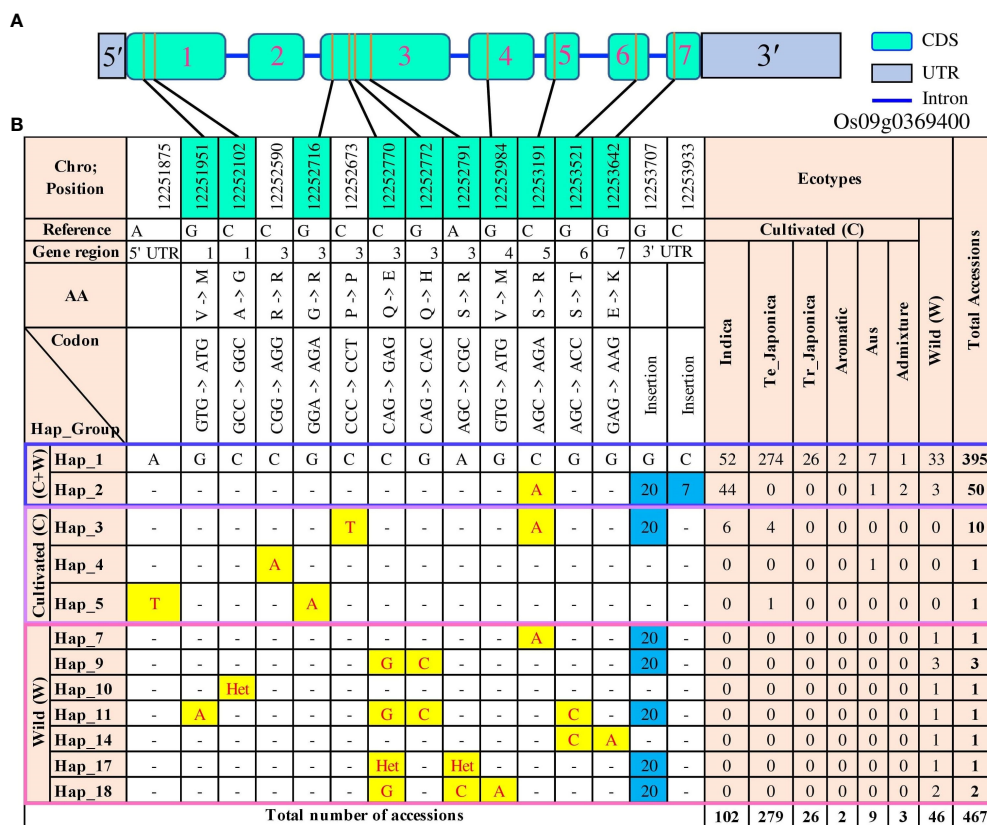 A
5′ 1 2 3 4 5 6 7 3′
CDS
UTR
Intron
Os09g0369400
B
Chro; Position 12251875 12251951 12252102 12252590 12252716 12252673 12252770 12252772 12252791 12252984 12253191 12253521 12253642 12253707 12253933 Ecotypes Total Accessions
Reference A G C C G C C G A G C G G G C Cultivated (C) Wild (W)
Gene region 5' UTR 1 1 3 3 3 3 3 3 4 5 6 7 3' UTR
AA V -> M A -> G R -> R G -> R P -> P Q -> E Q -> H S -> R V -> M S -> R S -> T E -> K Indica Te_Japonica Tr_Japonica Aromatic Aus Admixture
Codon
Hap_Group GTG -> ATG GCC -> GGC CGG -> AGG GGA -> AGA CCC -> CCT CAG -> GAG CAG -> CAC AGC -> CGC GTG -> ATG AGC -> AGA AGC -> ACC GAG -> AAG Insertion Insertion
(C+W)
Hap_1 A G C C G C C G A G C G G G C 52 274 26 2 7 1 33 395
Hap_2 - - - - - - - - - - A - - 20 7 44 0 0 0 1 2 3 50
Cultivated (C)
Hap_3 - - - - - T - - - - A - - 20 - 6 4 0 0 0 0 0 10
Hap_4 - - - A - - - - - - - - - - - 0 0 0 0 1 0 0 1
Hap_5 T - - - A - - - - - - - - - - 0 1 0 0 0 0 0 1
Wild (W)
Hap_7 - - - - - - - - - - A - - 20 - 0 0 0 0 0 0 1 1
Hap_9 - - - - - - G C - - - - - 20 - 0 0 0 0 0 0 3 3
Hap_10 - - Het - - - - - - - - - - - - 0 0 0 0 0 0 1 1
Hap_11 - A - - - - G C - - - C - 20 - 0 0 0 0 0 0 1 1
Hap_14 - - - - - - - - - - - C A - - 0 0 0 0 0 0 1 1
Hap_17 - - - - - - Het - Het - - - - 20 - 0 0 0 0 0 0 1 1
Hap_18 - - - - - - G - C A - - - 20 - 0 0 0 0 0 0 2 2
Total number of accessions 102 279 26 2 9 3 46 467